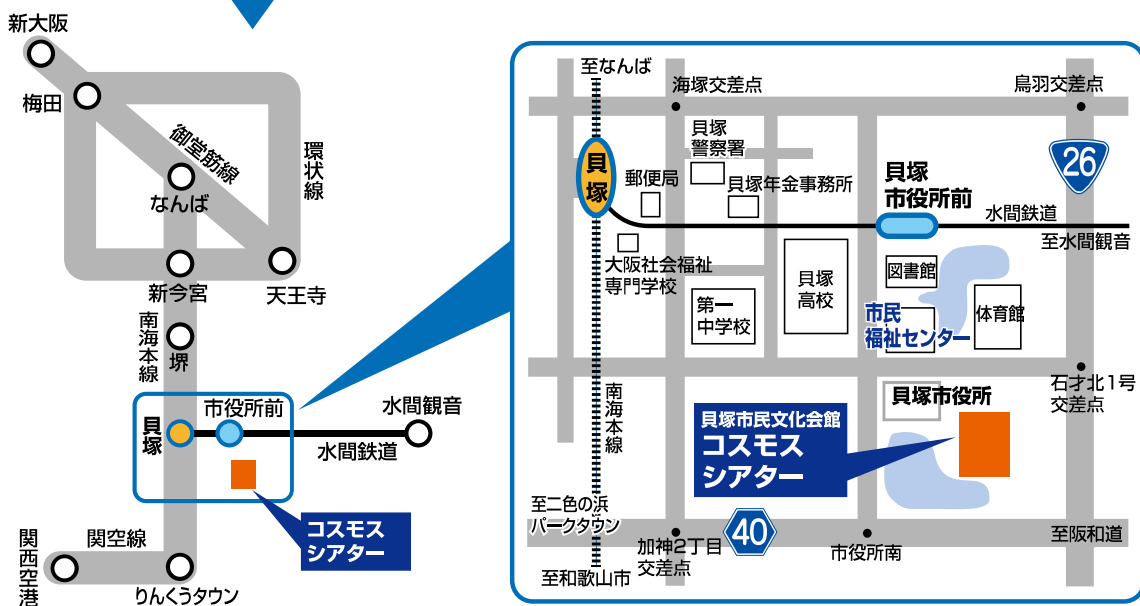 新大阪
梅田
御堂筋線
環状線
なんば
新今宮
天王寺
南海本線
堺
市役所前
水間観音
貝塚
水間鉄道
コスモス
シアター
関空線
関西空港
りんくうタウン
至なんば
海塚交差点
鳥羽交差点
貝塚
警察署
26
貝塚
郵便局
貝塚年金事務所
貝塚
市役所前
水間鉄道
至水間観音
大阪社会福祉
専門学校
図書館
貝塚
高校
第一
中学校
市民
福祉センター
体育館
石才北1号
交差点
南海本線
貝塚市役所
貝塚市民文化会館
コスモス
シアター
至二色の浜
パークタウン
40
加神2丁目
交差点
市役所南
至阪和道
至和歌山市